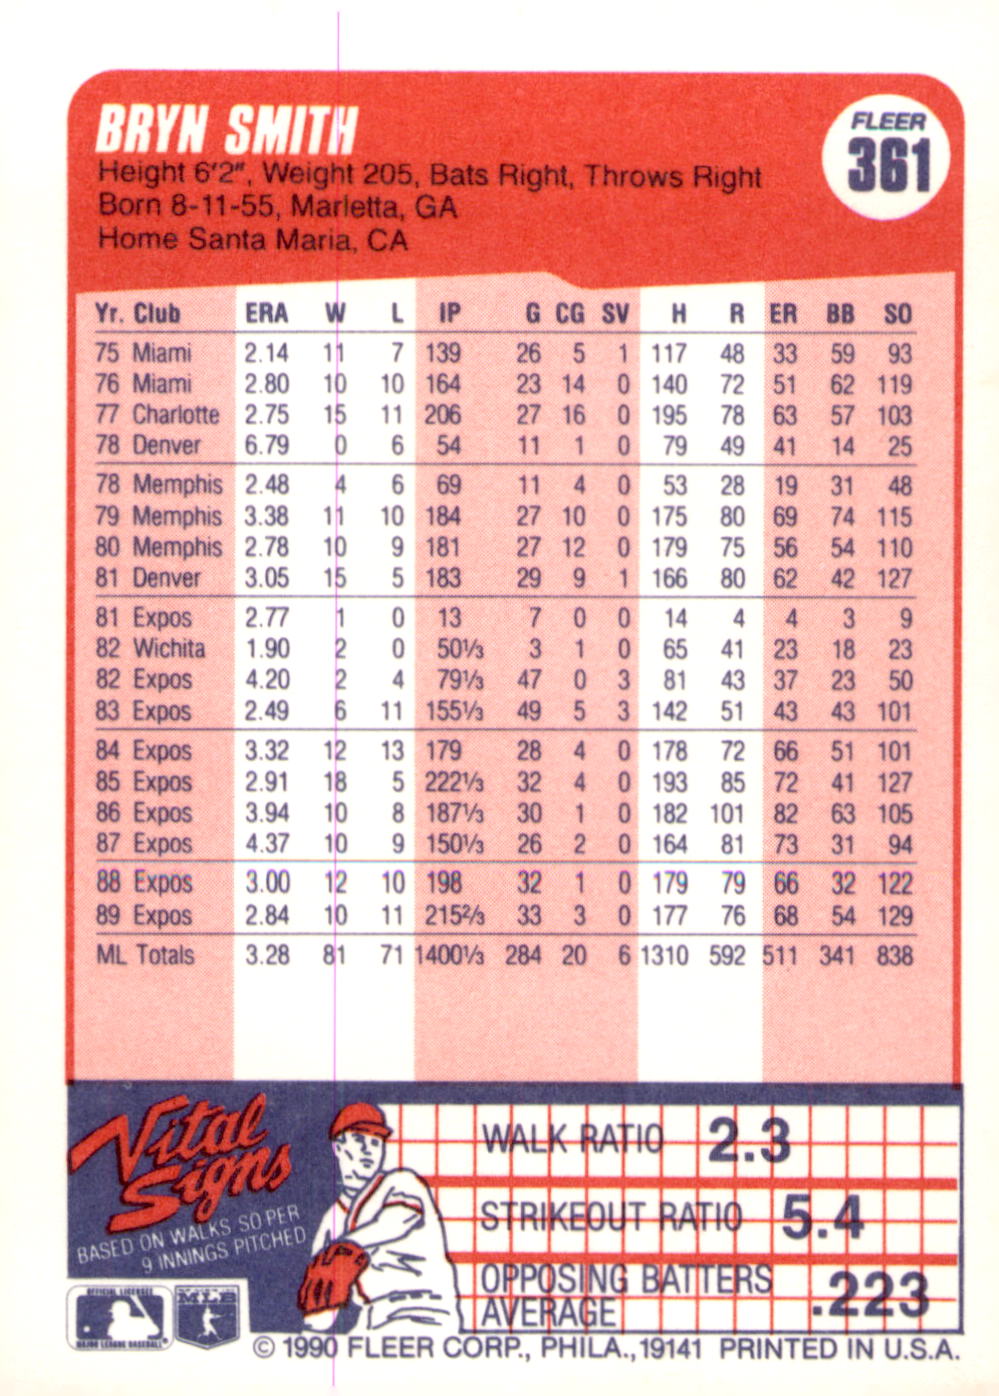 BRYN SMITH
FLEER
361
Height 6'2", Weight 205, Bats Right, Throws Right
Born 8-11-55, Marietta, GA
Home Santa Maria, CA
Yr. Club ERA W L IP G CG SV H R ER BB SO
75 Miami 2.14 11 7 139 26 5 1 117 48 33 59 93
76 Miami 2.80 10 10 164 23 14 0 140 72 51 62 119
77 Charlotte 2.75 15 11 206 27 16 0 195 78 63 57 103
78 Denver 6.79 0 6 54 11 1 0 79 49 41 14 25
78 Memphis 2.48 4 6 69 11 4 0 53 28 19 31 48
79 Memphis 3.38 11 10 184 27 10 0 175 80 69 74 115
80 Memphis 2.78 10 9 181 27 12 0 179 75 56 54 110
81 Denver 3.05 15 5 183 29 9 1 166 80 62 42 127
81 Expos 2.77 1 0 13 7 0 0 14 4 4 3 9
82 Wichita 1.90 2 0 50⅓ 3 1 0 65 41 23 18 23
82 Expos 4.20 2 4 79⅓ 47 0 3 81 43 37 23 50
83 Expos 2.49 6 11 155⅓ 49 5 3 142 51 43 43 101
84 Expos 3.32 12 13 179 28 4 0 178 72 66 51 101
85 Expos 2.91 18 5 222⅓ 32 4 0 193 85 72 41 127
86 Expos 3.94 10 8 187⅓ 30 1 0 182 101 82 63 105
87 Expos 4.37 10 9 150⅓ 26 2 0 164 81 73 31 94
88 Expos 3.00 12 10 198 32 1 0 179 79 66 32 122
89 Expos 2.84 10 11 215⅔ 33 3 0 177 76 68 54 129
ML Totals 3.28 81 71 1400⅓ 284 20 6 1310 592 511 341 838
Vital
Signs
BASED ON WALKS SO PER
9 INNINGS PITCHED
WALK RATIO 2.3
STRIKEOUT RATIO 5.4
OPPOSING BATTERS
AVERAGE .223
OFFICIAL LICENSEE
MAJOR LEAGUE BASEBALL
MLB
© 1990 FLEER CORP., PHILA., 19141 PRINTED IN U.S.A.